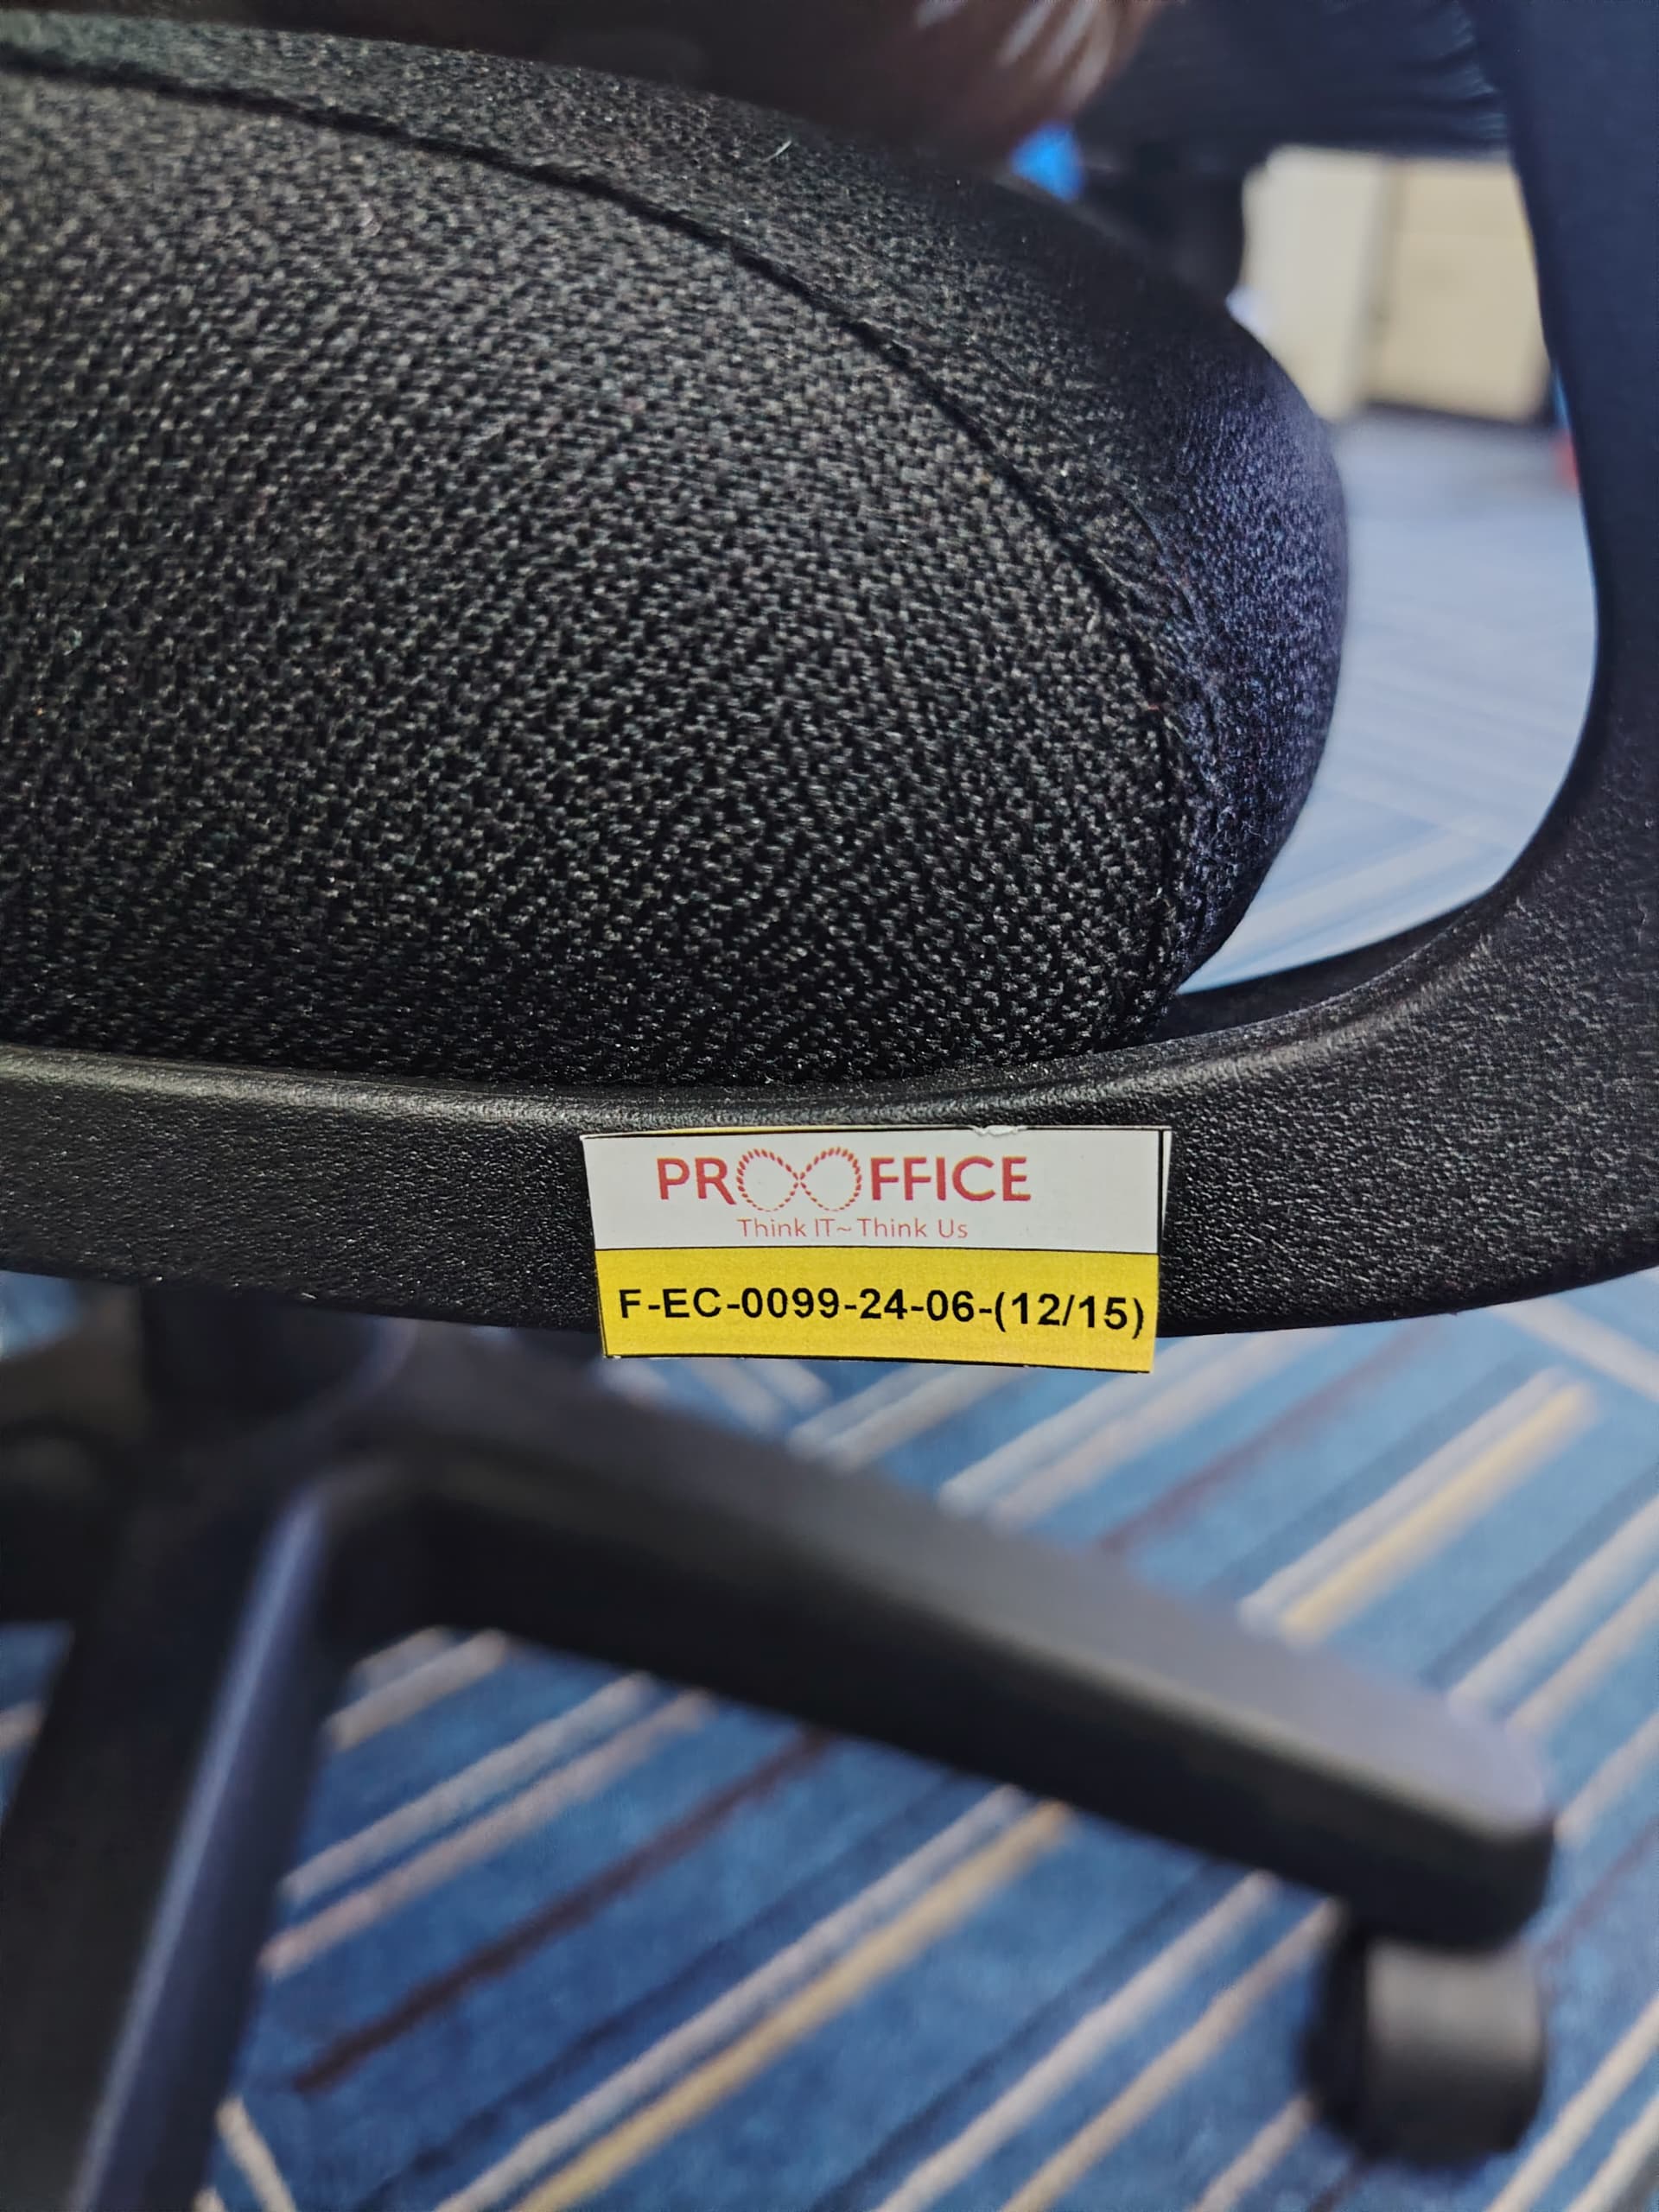 PROOFFICE
Think IT~Think Us
F-EC-0099-24-06-(12/15)